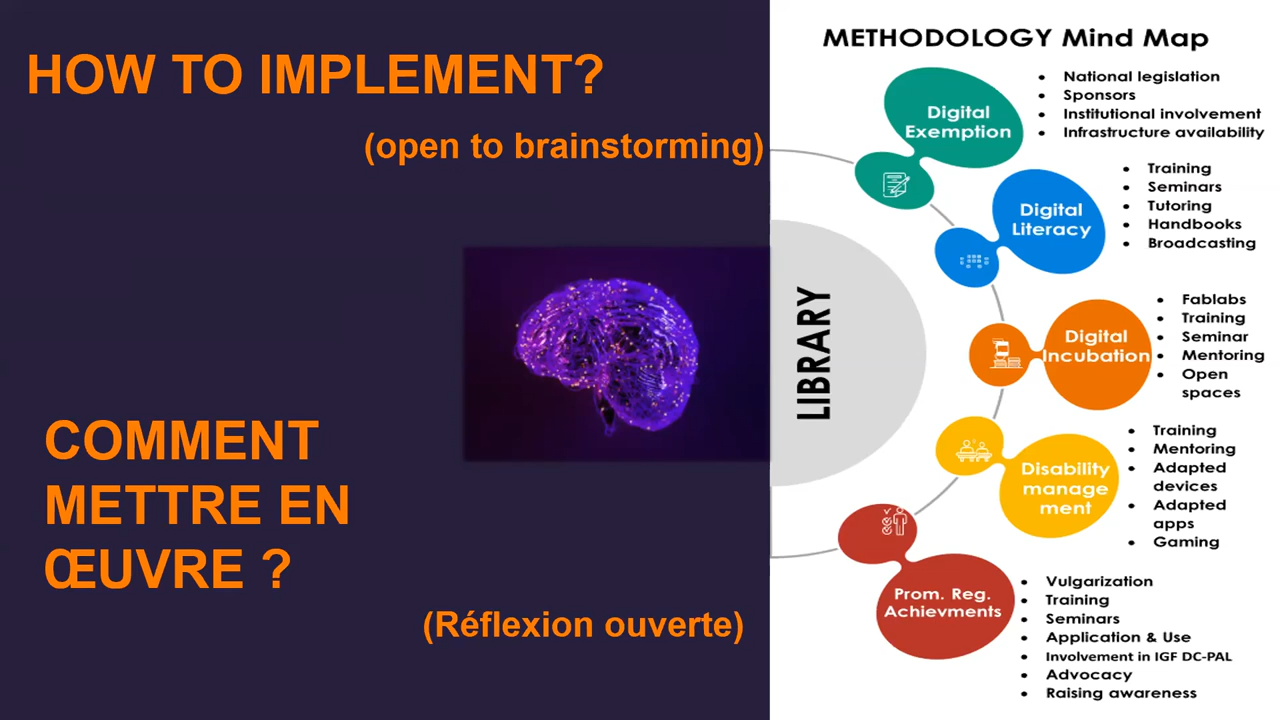 HOW TO IMPLEMENT?
(open to brainstorming)
COMMENT
METTRE EN
ŒUVRE ?
(Réflexion ouverte)
METHODOLOGY Mind Map
LIBRARY
Digital
Exemption
• National legislation
• Sponsors
• Institutional involvement
• Infrastructure availability
Digital
Literacy
• Training
• Seminars
• Tutoring
• Handbooks
• Broadcasting
Digital
Incubation
• Fablabs
• Training
• Seminar
• Mentoring
• Open
spaces
Disability
manage
ment
• Training
• Mentoring
• Adapted
devices
• Adapted
apps
• Gaming
Prom. Reg.
Achievments
• Vulgarization
• Training
• Seminars
• Application & Use
• Involvement in IGF DC-PAL
• Advocacy
• Raising awareness